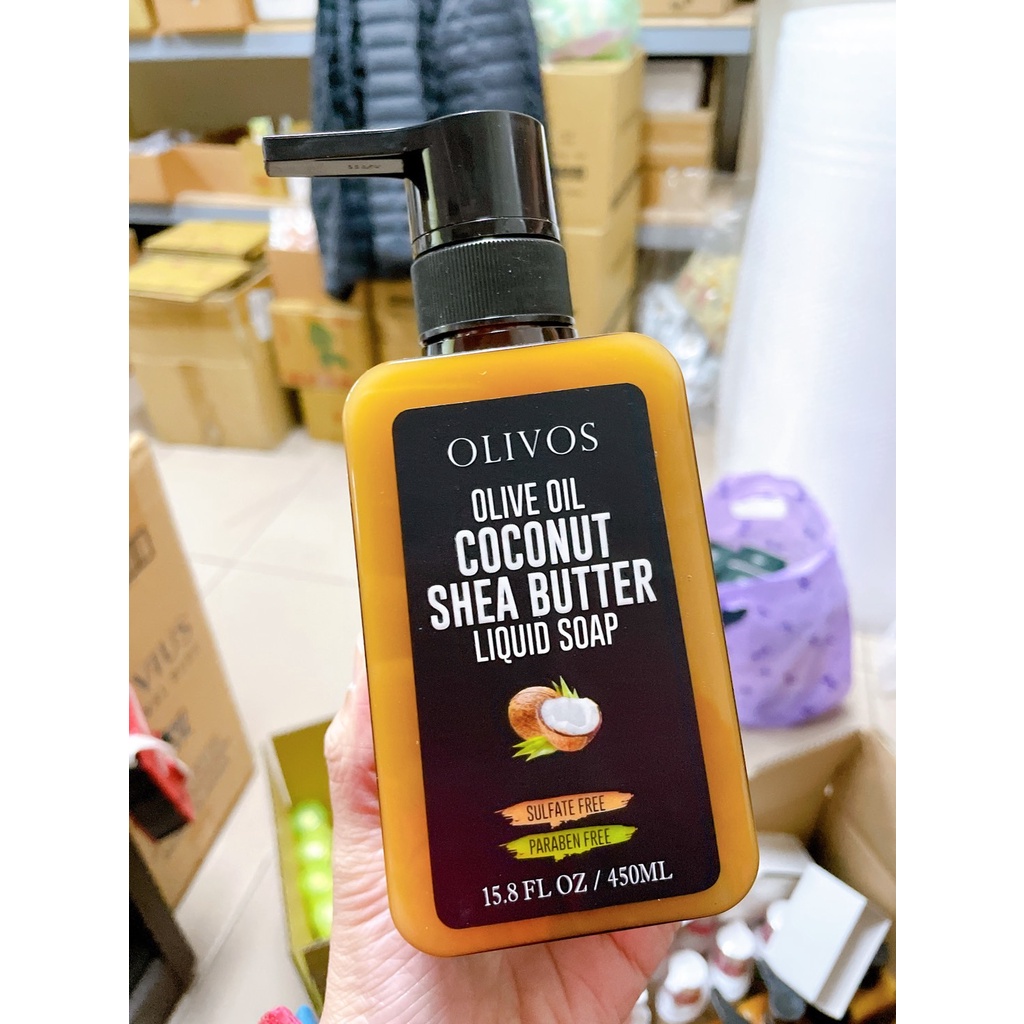 OLIVOS
OLIVE OIL
COCONUT
SHEA BUTTER
LIQUID SOAP
SULFATE FREE
PARABEN FREE
15.8 FL OZ / 450ML